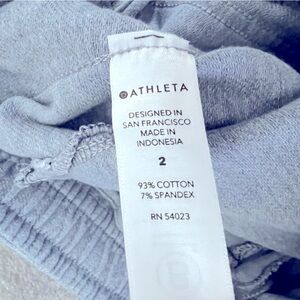 ATHLETA
DESIGNED IN
SAN FRANCISCO
MADE IN
INDONESIA
2
93% COTTON
7% SPANDEX
RN 54023